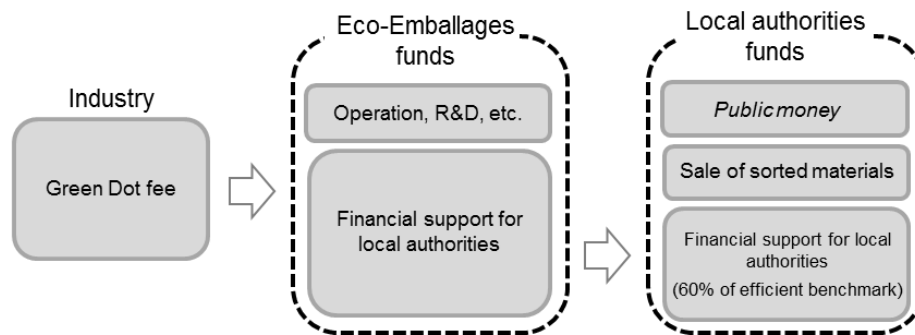 Industry
Green Dot fee
Eco-Emballages
funds
Operation, R&D, etc.
Financial support for
local authorities
Local authorities
funds
Public money
Sale of sorted materials
Financial support for local
authorities
(60% of efficient benchmark)